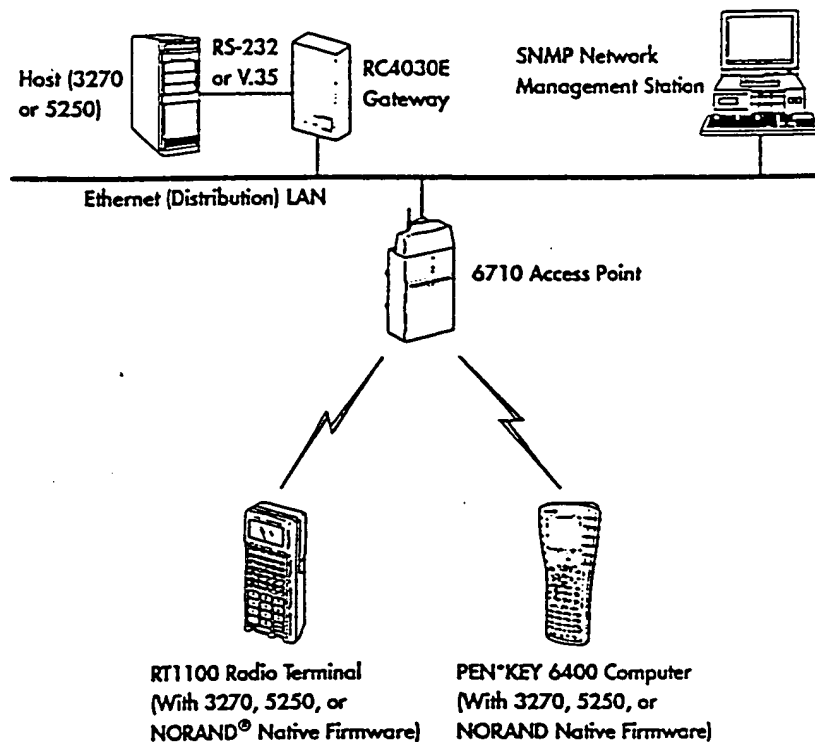 Host (3270
or 5250)
RS-232
or V.35
RC4030E
Gateway
SNMP Network
Management Station
Ethernet (Distribution) LAN
6710 Access Point
RT1100 Radio Terminal
(With 3270, 5250, or
NORAND® Native Firmware)
PEN*KEY 6400 Computer
(With 3270, 5250, or
NORAND Native Firmware)